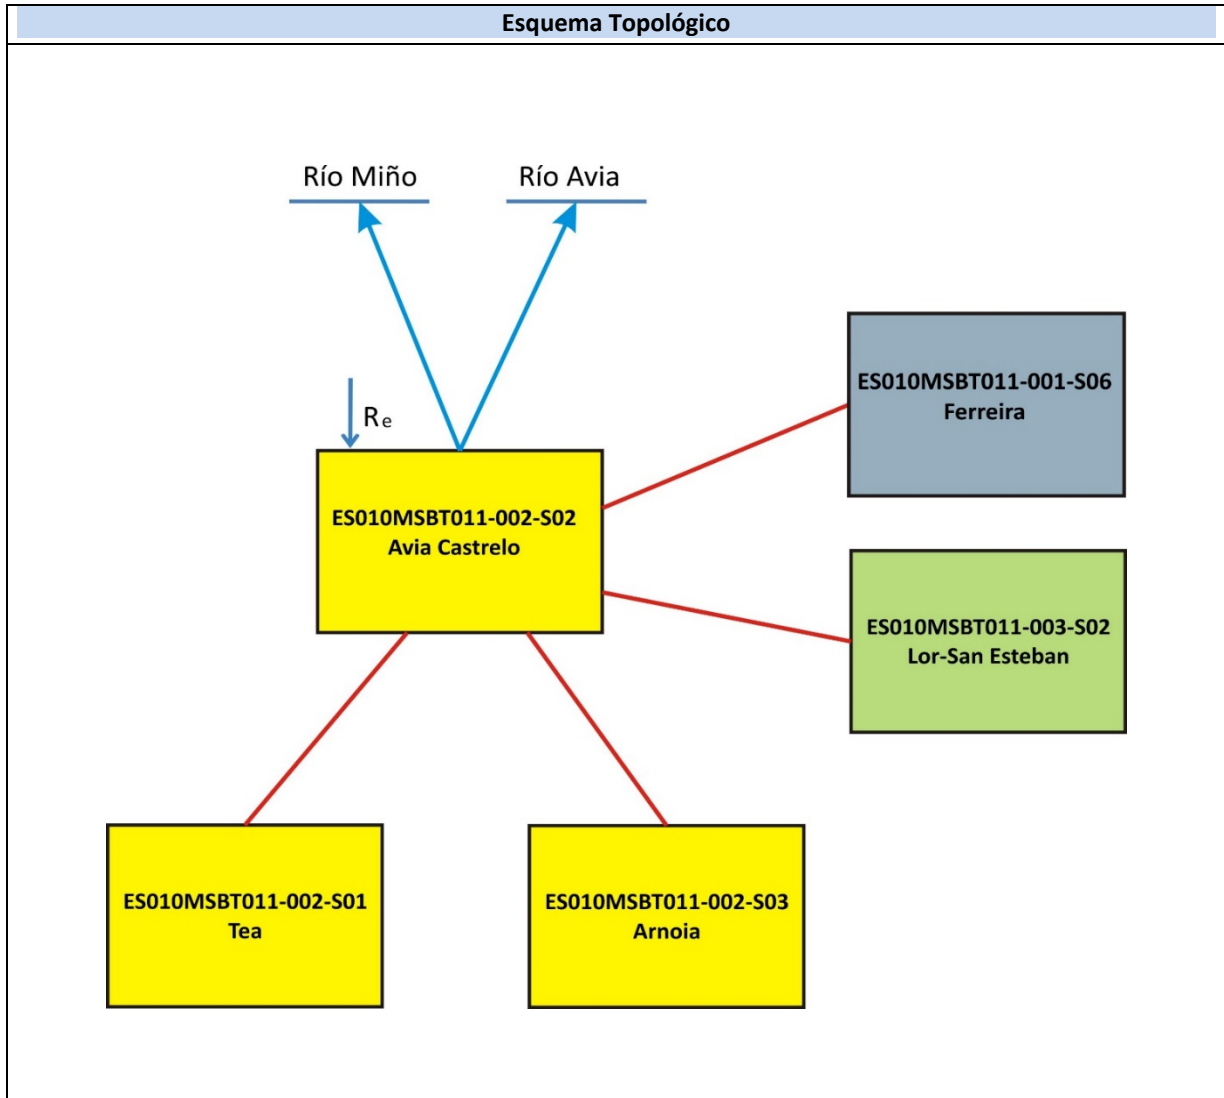 Esquema Topológico
Río Miño
Río Avia
Re
ES010MSBT011-001-S06
Ferreira
ES010MSBT011-002-S02
Avia Castrelo
ES010MSBT011-003-S02
Lor-San Esteban
ES010MSBT011-002-S01
Tea
ES010MSBT011-002-S03
Arnoia